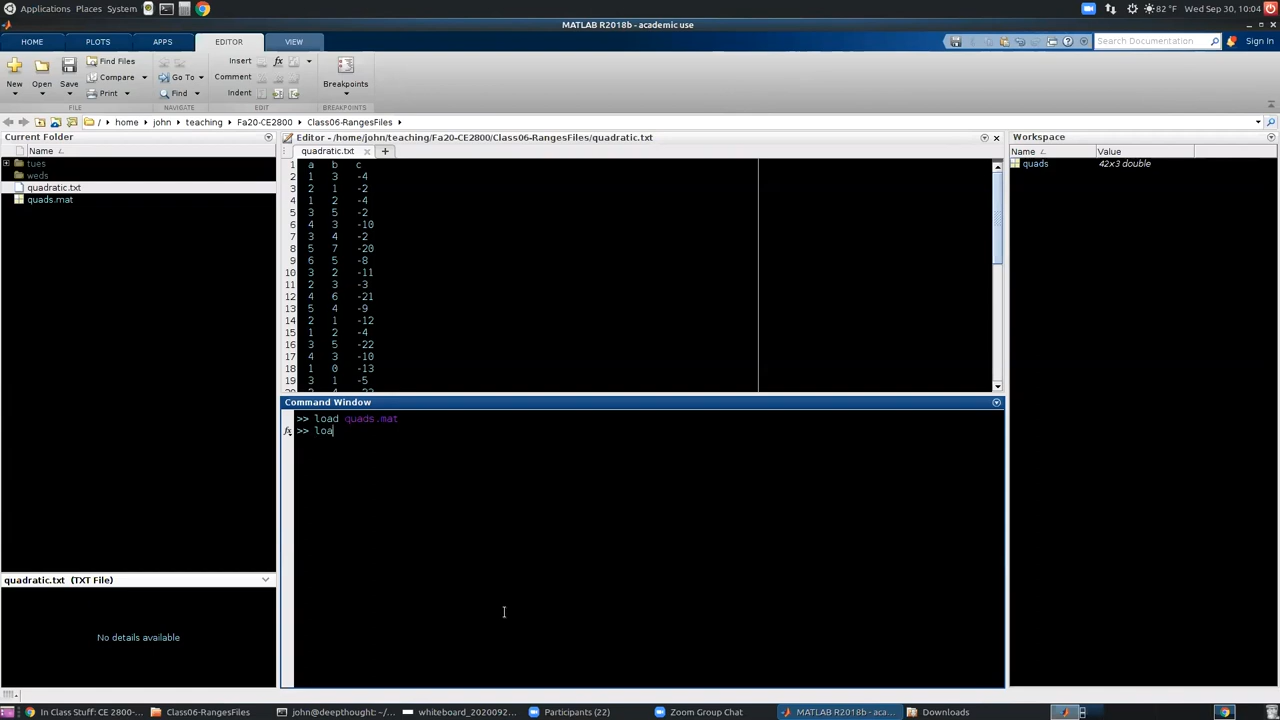 Applications Places System
82 °F Wed Sep 30, 10:04
MATLAB R2018b - academic use
HOME PLOTS APPS EDITOR VIEW
Search Documentation Sign In
New Open Save
Find Files
Compare
Print
Go To
Find
Insert
Comment
Indent
Breakpoints
FILE NAVIGATE EDIT BREAKPOINTS
/ home john teaching Fa20-CE2800 Class06-RangesFiles
Current Folder
Name
tues
weds
quadratic.txt
quads.mat
quadratic.txt (TXT File)
No details available
Editor - /home/john/teaching/Fa20-CE2800/Class06-RangesFiles/quadratic.txt
quadratic.txt
1 a b c
2 1 3 -4
3 2 1 -2
4 1 2 -4
5 3 5 -2
6 4 3 -10
7 3 4 -2
8 5 7 -20
9 6 5 -8
10 3 2 -11
11 2 3 -3
12 4 6 -21
13 5 4 -9
14 2 1 -12
15 1 2 -4
16 3 5 -22
17 4 3 -10
18 1 0 -13
19 3 1 -5
Command Window
>> load quads.mat
fx >> loa
Workspace
Name Value
quads 42x3 double
In Class Stuff: CE 2800-... Class06-RangesFiles john@deepthought: ~/... whiteboard_2020092... Participants (22) Zoom Group Chat MATLAB R2018b - aca... Downloads